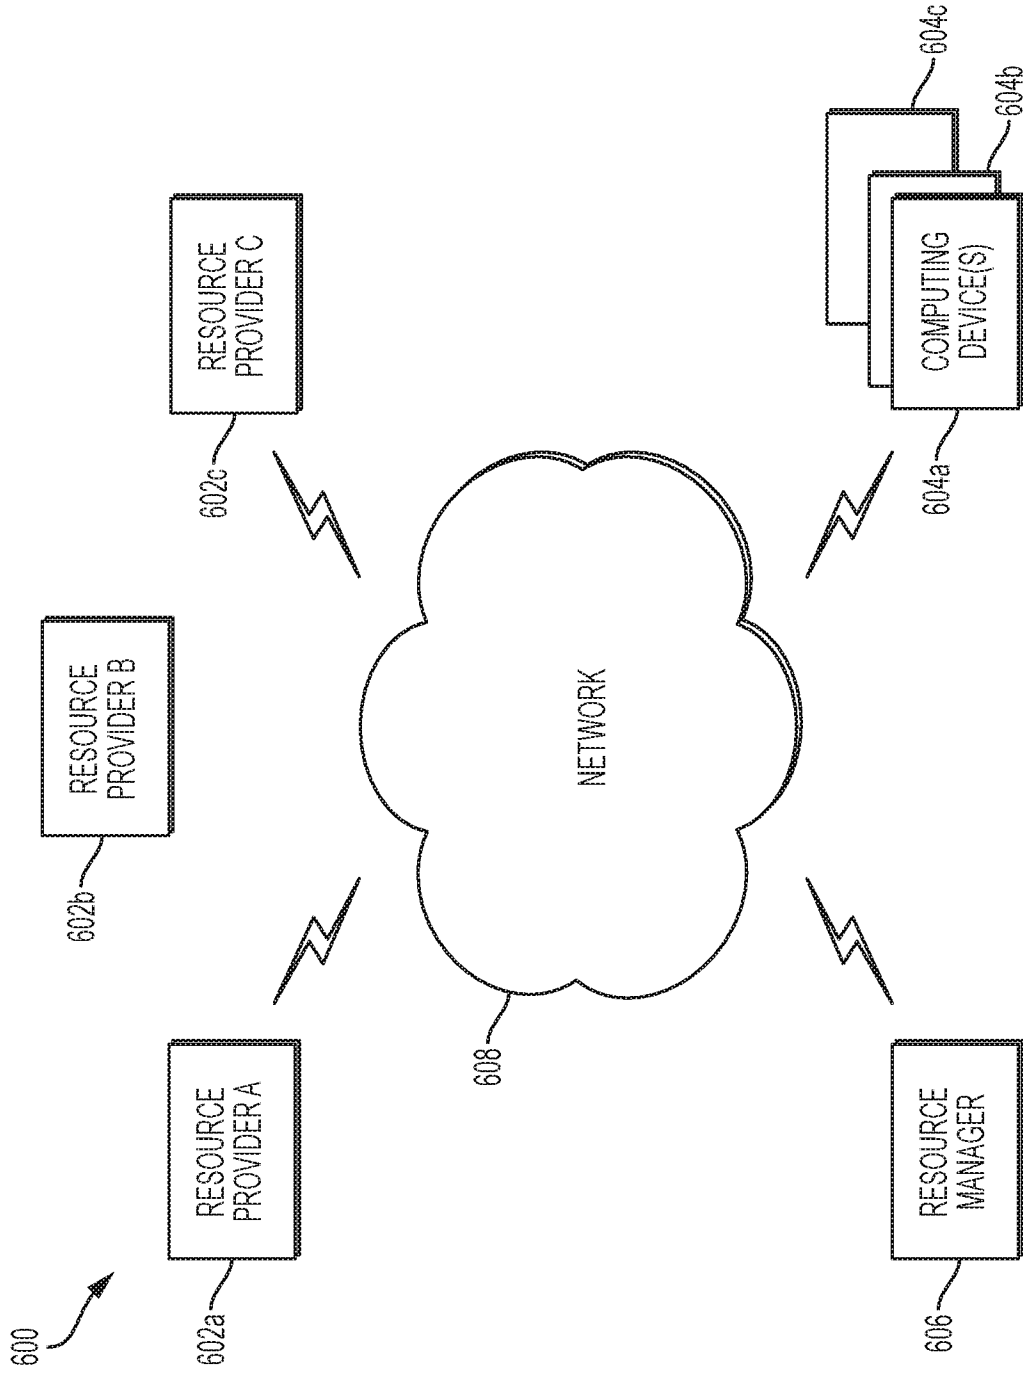 600
602a
RESOURCE
PROVIDER A
602b
RESOURCE
PROVIDER B
602c
RESOURCE
PROVIDER C
608
NETWORK
606
RESOURCE
MANAGER
604a
COMPUTING
DEVICE(S)
604b
604c